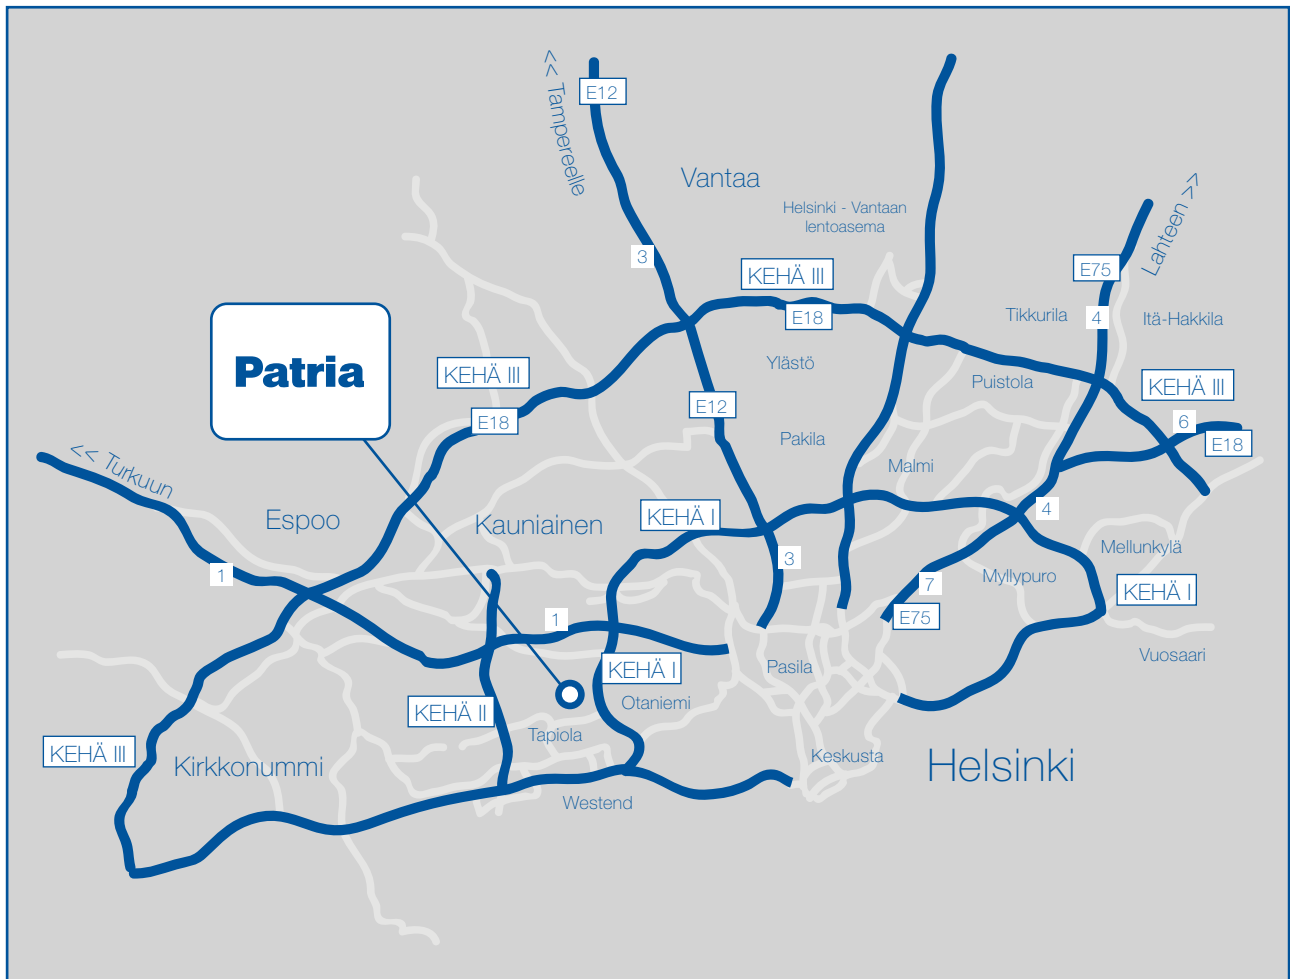 << Tampereelle
E12
Vantaa
Helsinki - Vantaan
lentoasema
Lahteen >>
3
KEHÄ III
E75
E18
Tikkurila
4
Itä-Hakkila
Patria
KEHÄ III
Ylästö
Puistola
KEHÄ III
E18
E12
6
E18
Pakila
<< Turkuun
Malmi
Espoo
Kauniainen
KEHÄ I
4
Mellunkylä
1
3
Myllypuro
7
KEHÄ I
1
E75
Vuosaari
KEHÄ I
Pasila
KEHÄ II
Otaniemi
Tapiola
KEHÄ III
Kirkkonummi
Keskusta
Helsinki
Westend